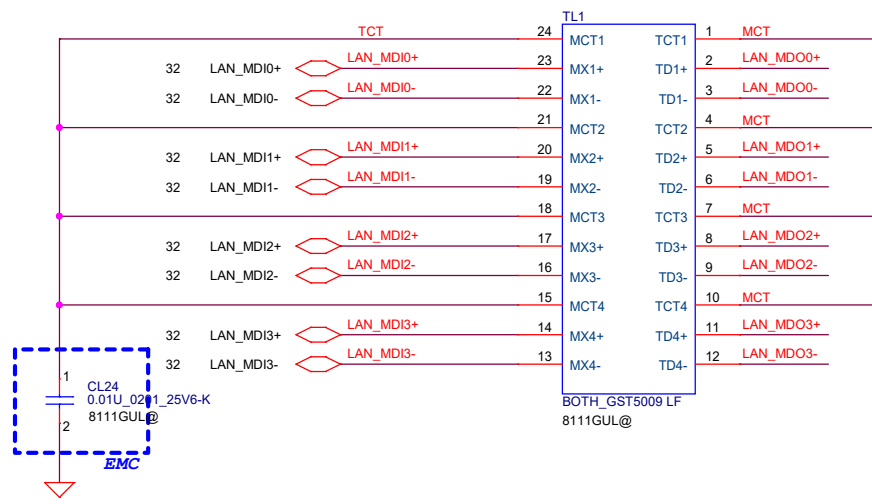 TL1
TCT 24 MCT1 TCT1 1 MCT
32 LAN_MDI0+ LAN_MDI0+ 23 MX1+ TD1+ 2 LAN_MDO0+
32 LAN_MDI0- LAN_MDI0- 22 MX1- TD1- 3 LAN_MDO0-
21 MCT2 TCT2 4 MCT
32 LAN_MDI1+ LAN_MDI1+ 20 MX2+ TD2+ 5 LAN_MDO1+
32 LAN_MDI1- LAN_MDI1- 19 MX2- TD2- 6 LAN_MDO1-
18 MCT3 TCT3 7 MCT
32 LAN_MDI2+ LAN_MDI2+ 17 MX3+ TD3+ 8 LAN_MDO2+
32 LAN_MDI2- LAN_MDI2- 16 MX3- TD3- 9 LAN_MDO2-
15 MCT4 TCT4 10 MCT
32 LAN_MDI3+ LAN_MDI3+ 14 MX4+ TD4+ 11 LAN_MDO3+
32 LAN_MDI3- LAN_MDI3- 13 MX4- TD4- 12 LAN_MDO3-
BOTH_GST5009 LF
8111GUL@
1
CL24
0.01U_0201_25V6-K
8111GUL@
2
EMC